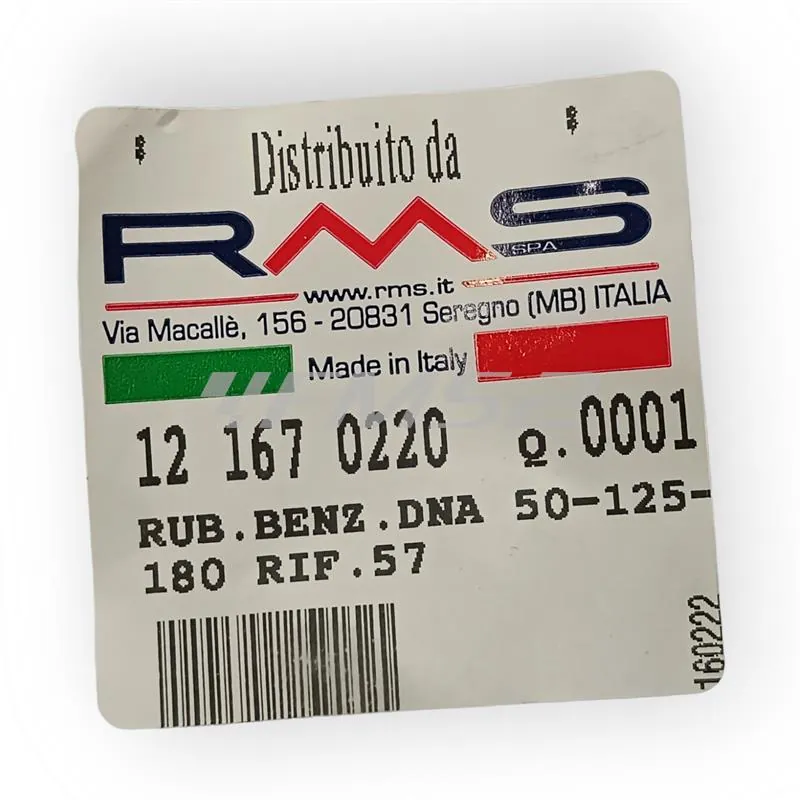 Distribuito da
RMS
SPA
www.rms.it
Via Macallè, 156 - 20831 Seregno (MB) ITALIA
Made in Italy
12 167 0220 Q.0001
RUB.BENZ.DNA 50-125-
180 RIF.57
160222